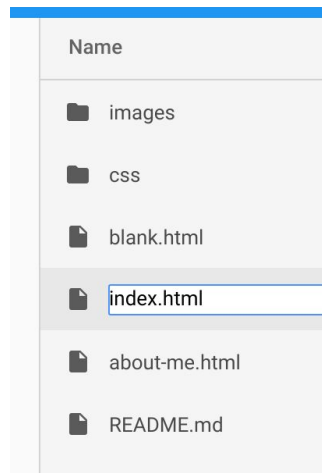 Name
images
css
blank.html
index.html
about-me.html
README.md